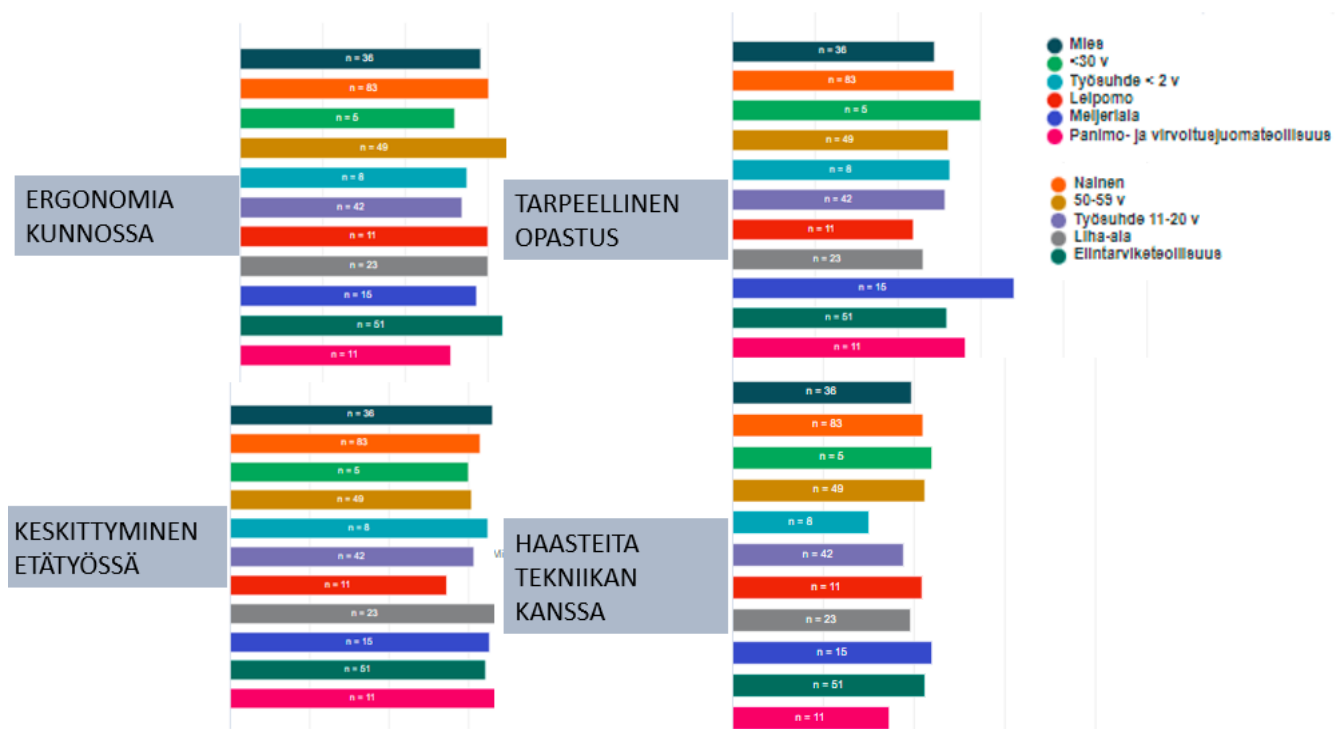 n = 36
n = 83
n = 5
n = 49
n = 8
n = 42
n = 11
n = 23
n = 15
n = 51
n = 11
ERGONOMIA
KUNNOSSA
n = 36
n = 83
n = 5
n = 49
n = 8
n = 42
n = 11
n = 23
n = 15
n = 51
n = 11
TARPEELLINEN
OPASTUS
Mies
<30 v
Työsuhde < 2 v
Leipomo
Meijeriala
Panimo- ja virvoitusjuomateollisuus
Nainen
50-59 v
Työsuhde 11-20 v
Liha-ala
Elintarviketeollisuus
n = 36
n = 83
n = 5
n = 49
n = 8
n = 42
n = 11
n = 23
n = 15
n = 51
n = 11
KESKITTYMINEN
ETÄTYÖSSÄ
n = 36
n = 83
n = 5
n = 49
n = 8
n = 42
n = 11
n = 23
n = 15
n = 51
n = 11
HAASTEITA
TEKNIIKAN
KANSSA